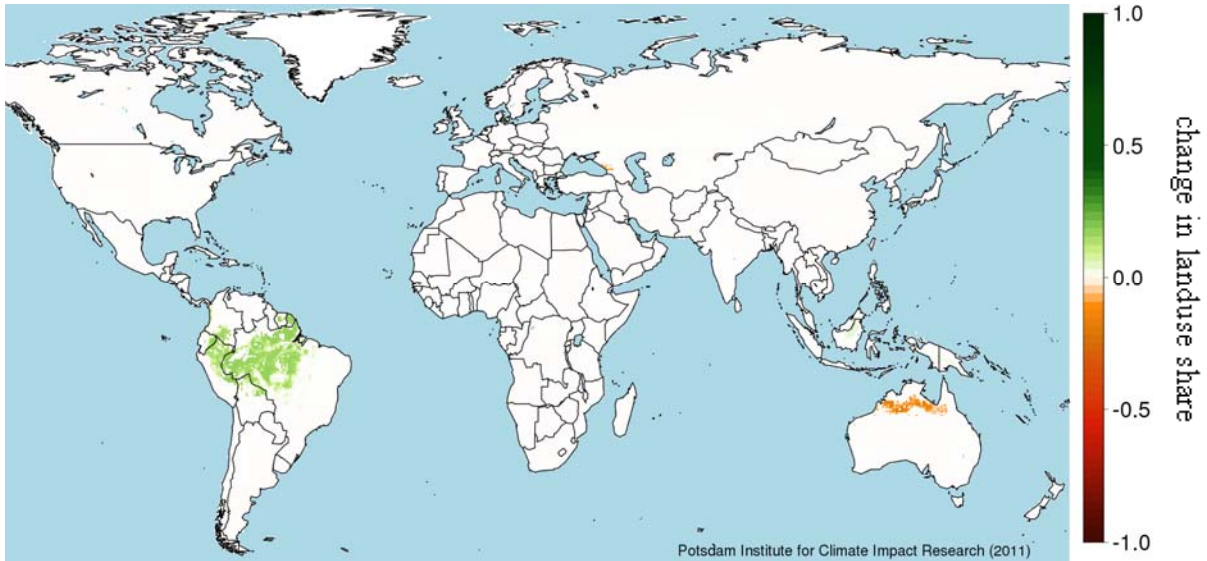 1.0
0.5
0.0
-0.5
-1.0
change in landuse share
Potsdam Institute for Climate Impact Research (2011)